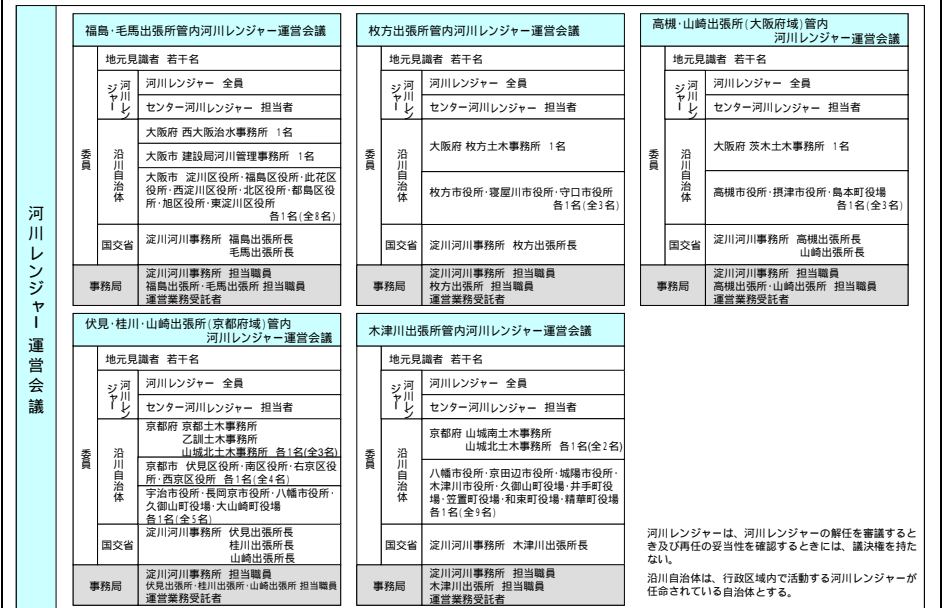 河川レンジャー運営会議
福島・毛馬出張所管内河川レンジャー運営会議
委員
地元見識者 若干名
河川レンジャー
河川レンジャー 全員
センター河川レンジャー 担当者
沿川自治体
大阪府 西大阪治水事務所 1名
大阪市 建設局河川管理事務所 1名
大阪市 淀川区役所・福島区役所・此花区
役所・西淀川区役所・北区役所・都島区役
所・旭区役所・東淀川区役所
各1名(全8名)
国交省
淀川河川事務所 福島出張所長
毛馬出張所長
事務局
淀川河川事務所 担当職員
福島出張所・毛馬出張所 担当職員
運営業務受託者
枚方出張所管内河川レンジャー運営会議
委員
地元見識者 若干名
河川レンジャー
河川レンジャー 全員
センター河川レンジャー 担当者
沿川自治体
大阪府 枚方土木事務所 1名
枚方市役所・寝屋川市役所・守口市役所
各1名(全3名)
国交省
淀川河川事務所 枚方出張所長
事務局
淀川河川事務所 担当職員
枚方出張所 担当職員
運営業務受託者
高槻・山崎出張所(大阪府域)管内
河川レンジャー運営会議
委員
地元見識者 若干名
河川レンジャー
河川レンジャー 全員
センター河川レンジャー 担当者
沿川自治体
大阪府 茨木土木事務所 1名
高槻市役所・摂津市役所・島本町役場
各1名(全3名)
国交省
淀川河川事務所 高槻出張所長
山崎出張所長
事務局
淀川河川事務所 担当職員
高槻出張所・山崎出張所 担当職員
運営業務受託者
伏見・桂川・山崎出張所(京都府域)管内
河川レンジャー運営会議
委員
地元見識者 若干名
河川レンジャー
河川レンジャー 全員
センター河川レンジャー 担当者
沿川自治体
京都府 京都土木事務所
乙訓土木事務所
山城北土木事務所 各1名(全3名)
京都市 伏見区役所・南区役所・右京区役
所・西京区役所 各1名(全4名)
宇治市役所・長岡京市役所・八幡市役所・
久御山町役場・大山崎町役場
各1名(全5名)
国交省
淀川河川事務所 伏見出張所長
桂川出張所長
山崎出張所長
事務局
淀川河川事務所 担当職員
伏見出張所・桂川出張所・山崎出張所 担当職員
運営業務受託者
木津川出張所管内河川レンジャー運営会議
委員
地元見識者 若干名
河川レンジャー
河川レンジャー 全員
センター河川レンジャー 担当者
沿川自治体
京都府 山城南土木事務所
山城北土木事務所 各1名(全2名)
八幡市役所・京田辺市役所・城陽市役所・
木津川市役所・久御山町役場・井手町役
場・笠置町役場・和束町役場・精華町役場
各1名(全9名)
国交省
淀川河川事務所 木津川出張所長
事務局
淀川河川事務所 担当職員
木津川出張所 担当職員
運営業務受託者
河川レンジャーは、河川レンジャーの解任を審議すると
き及び再任の妥当性を確認するときには、議決権を持た
ない。
沿川自治体は、行政区域内で活動する河川レンジャーが
任命されている自治体とする。